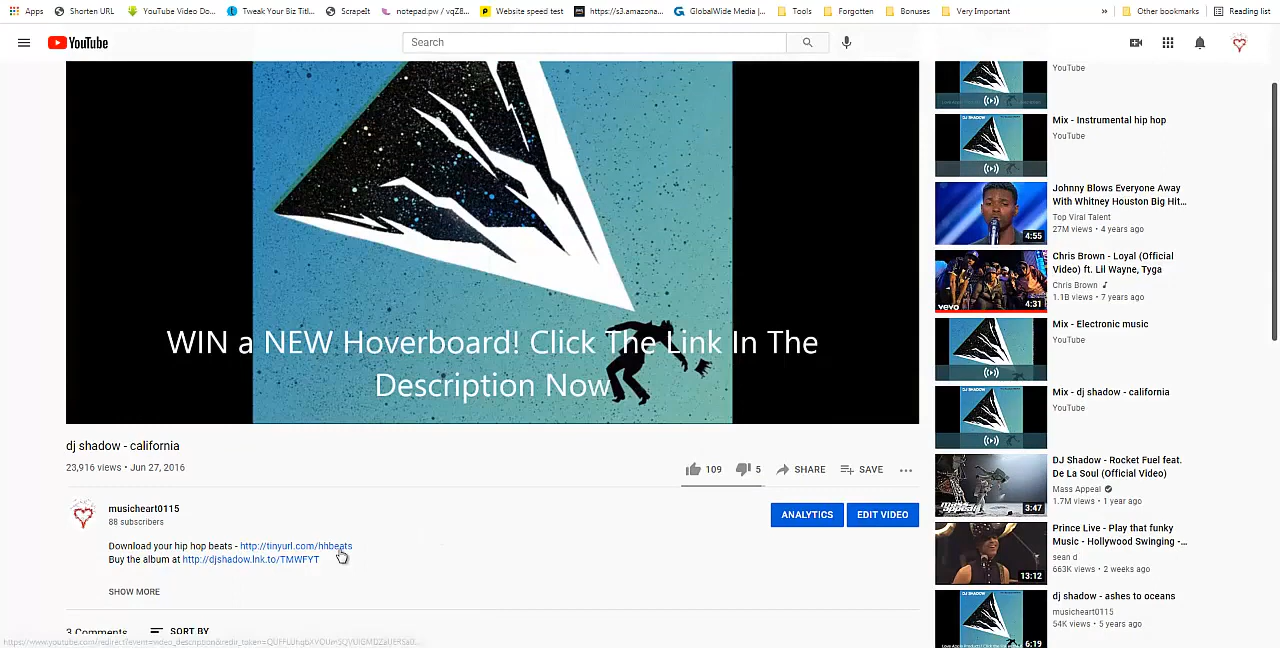 Apps Shorten URL YouTube Video Do... Tweak Your Biz Titl... ScrapeIt notepad.pw / vqZ8... Website speed test https://s3.amazona... GlobalWide Media |... Tools Forgotten Bonuses Very Important » Other bookmarks Reading list
YouTube Search
WIN a NEW Hoverboard! Click The Link In The
Description Now
dj shadow - california
23,916 views • Jun 27, 2016
109 5 SHARE SAVE ...
musicheart0115
88 subscribers
ANALYTICS EDIT VIDEO
Download your hip hop beats - http://tinyurl.com/hhbeats
Buy the album at http://djshadow.lnk.to/TMWFYT
SHOW MORE
3 Comments SORT BY
YouTube
DJ SHADOW
Mix - Instrumental hip hop
YouTube
4:55
Johnny Blows Everyone Away
With Whitney Houston Big Hit...
Top Viral Talent
27M views • 4 years ago
vevo 4:31
Chris Brown - Loyal (Official
Video) ft. Lil Wayne, Tyga
Chris Brown
1.1B views • 7 years ago
Mix - Electronic music
YouTube
DJ SHADOW
Mix - dj shadow - california
YouTube
MASS APPEAL 3:47
DJ Shadow - Rocket Fuel feat.
De La Soul (Official Video)
Mass Appeal
1.7M views • 1 year ago
13:12
Prince Live - Play that funky
Music - Hollywood Swinging -...
sean d
663K views • 2 weeks ago
DJ SHADOW
6:19
dj shadow - ashes to oceans
musicheart0115
54K views • 5 years ago